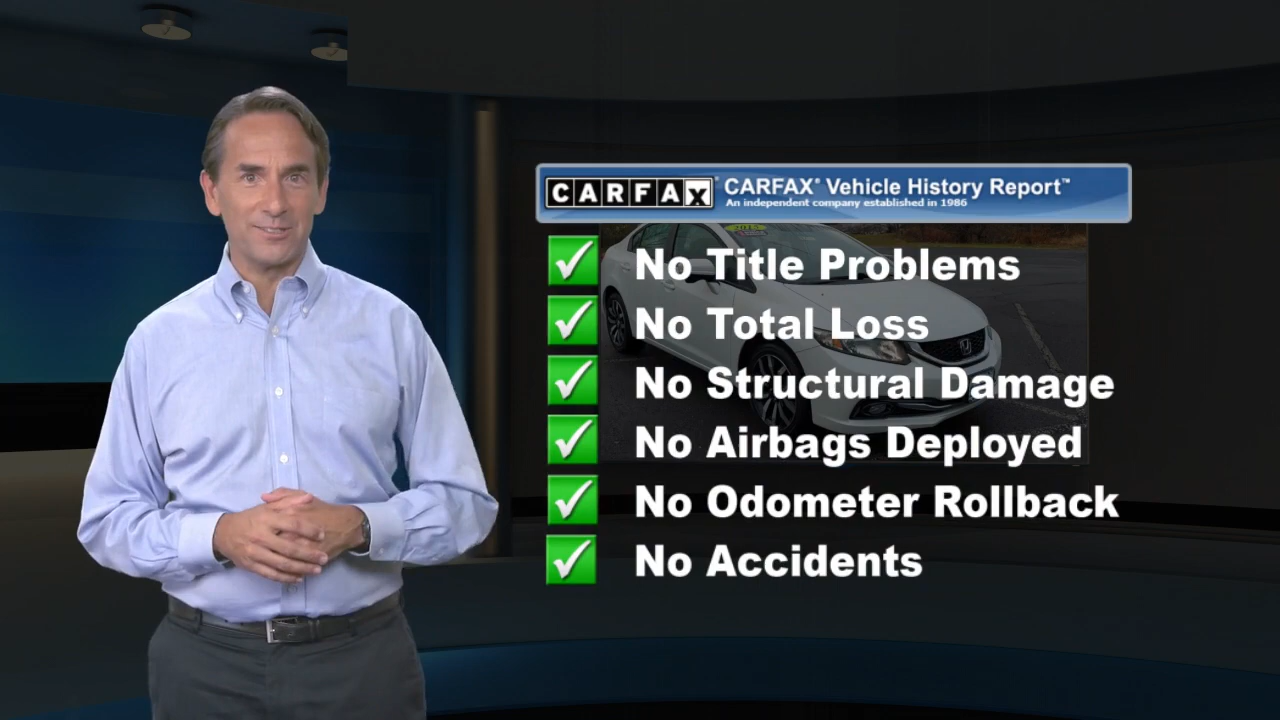 CARFAX® CARFAX® Vehicle History Report™
An independent company established in 1986
No Title Problems
No Total Loss
No Structural Damage
No Airbags Deployed
No Odometer Rollback
No Accidents